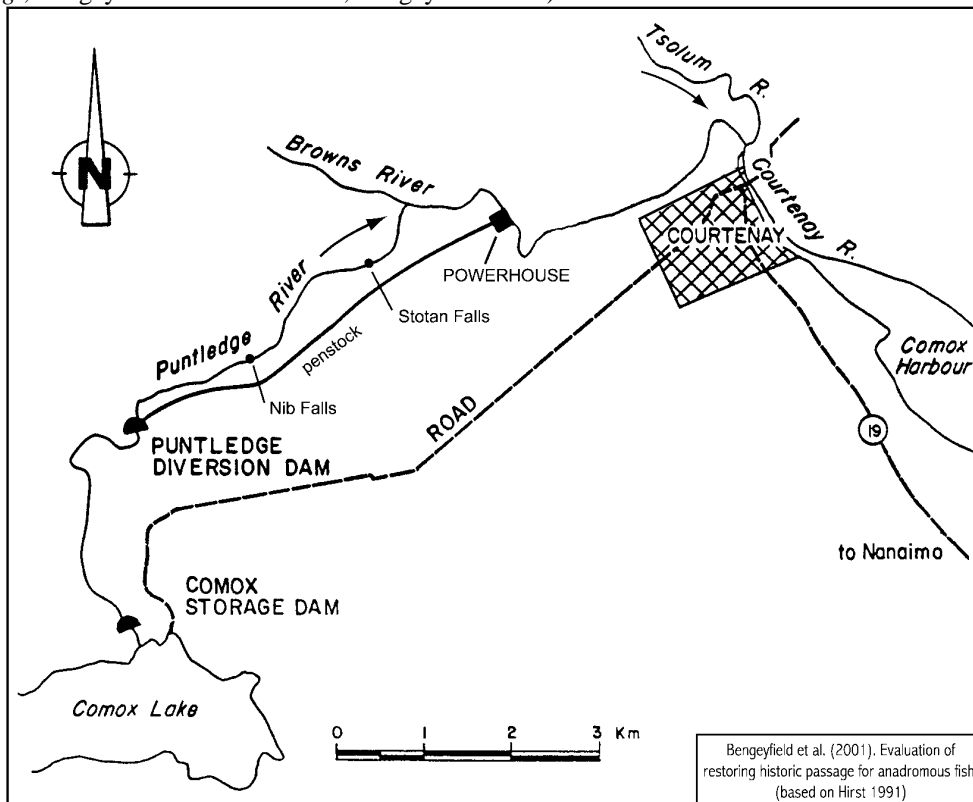 Tsolum R.
Browns River
N
Courtenay R.
COURTENAY
POWERHOUSE
Puntledge River
Stotan Falls
penstock
Comox
Harbour
Nib Falls
ROAD
PUNTLEDGE
DIVERSION DAM
19
to Nanaimo
COMOX
STORAGE DAM
Comox Lake
0 1 2 3 Km
Bengeyfield et al. (2001). Evaluation of
restoring historic passage for anadromous fish
(based on Hirst 1991)